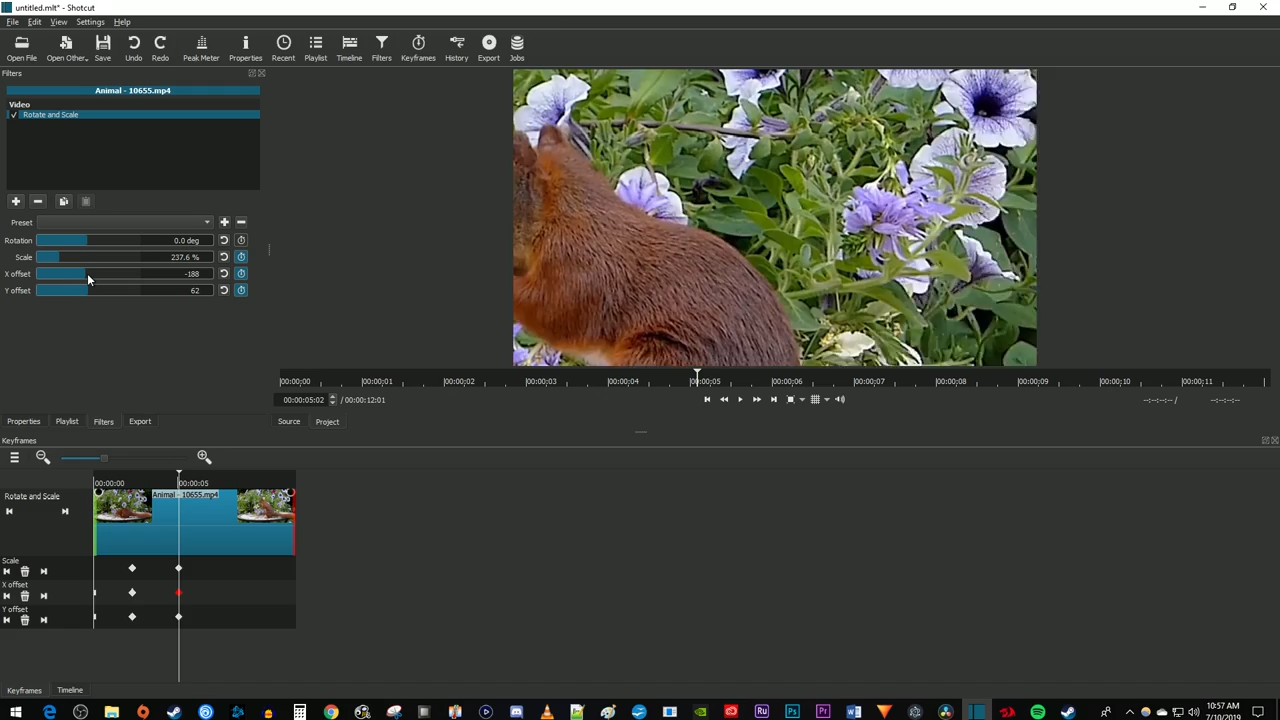 untitled.mlt* - Shotcut
File Edit View Settings Help
Open File Open Other.. Save Undo Redo Peak Meter Properties Recent Playlist Timeline Filters Keyframes History Export Jobs
Filters
Animal - 10655.mp4
Video
✓ Rotate and Scale
Preset
Rotation 0.0 deg
Scale 237.6 %
X offset -188
Y offset 62
00:00:00 00:00:01 00:00:02 00:00:03 00:00:04 00:00:05 00:00:06 00:00:07 00:00:08 00:00:09 00:00:10 00:00:11
00:00:05:02 / 00:00:12:01 --:--:--:-- / --:--:--:--
Properties Playlist Filters Export Source Project
Keyframes
00:00:00 00:00:05
Rotate and Scale Animal - 10655.mp4
Scale
X offset
Y offset
Keyframes Timeline
Ru Ps Pr W
10:57 AM
7/10/2019